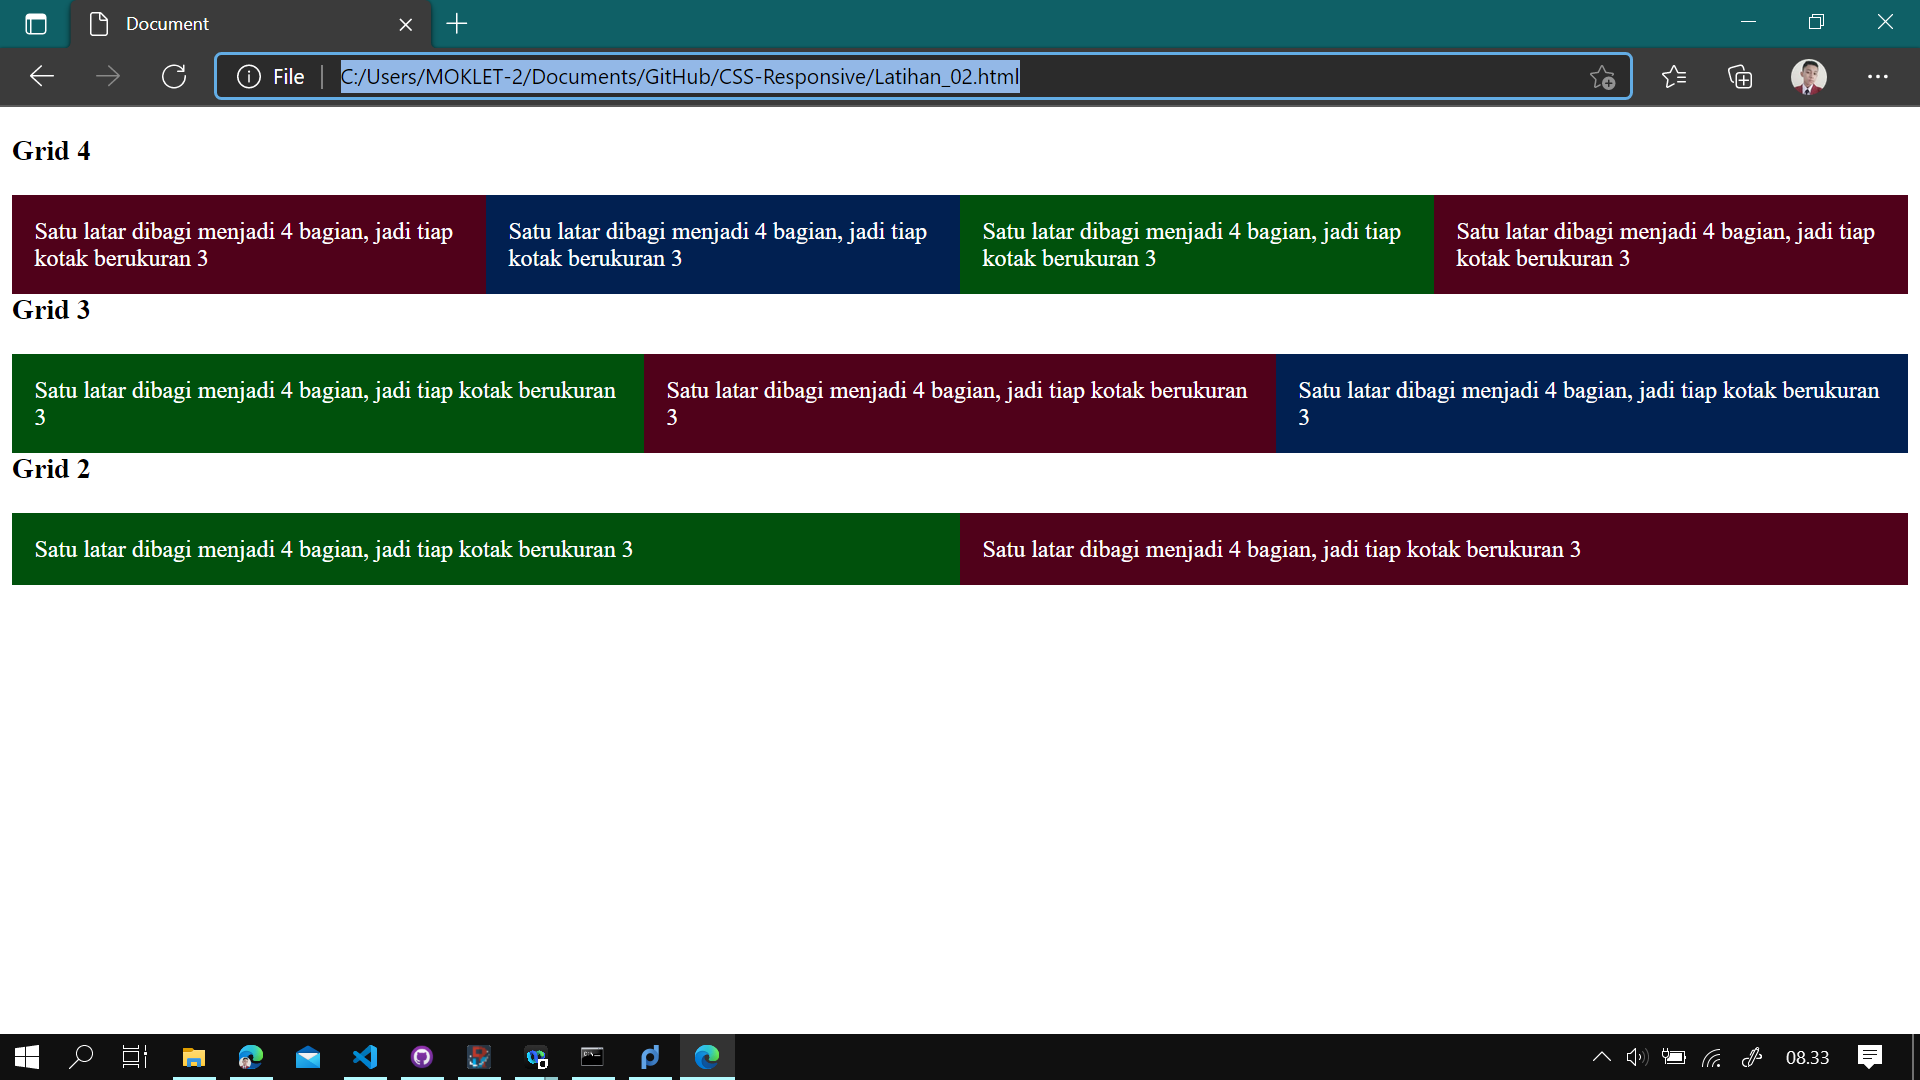 Document
File
C:/Users/MOKLET-2/Documents/GitHub/CSS-Responsive/Latihan_02.html
Grid 4
Satu latar dibagi menjadi 4 bagian, jadi tiap
kotak berukuran 3
Satu latar dibagi menjadi 4 bagian, jadi tiap
kotak berukuran 3
Satu latar dibagi menjadi 4 bagian, jadi tiap
kotak berukuran 3
Satu latar dibagi menjadi 4 bagian, jadi tiap
kotak berukuran 3
Grid 3
Satu latar dibagi menjadi 4 bagian, jadi tiap kotak berukuran
3
Satu latar dibagi menjadi 4 bagian, jadi tiap kotak berukuran
3
Satu latar dibagi menjadi 4 bagian, jadi tiap kotak berukuran
3
Grid 2
Satu latar dibagi menjadi 4 bagian, jadi tiap kotak berukuran 3
Satu latar dibagi menjadi 4 bagian, jadi tiap kotak berukuran 3
08.33